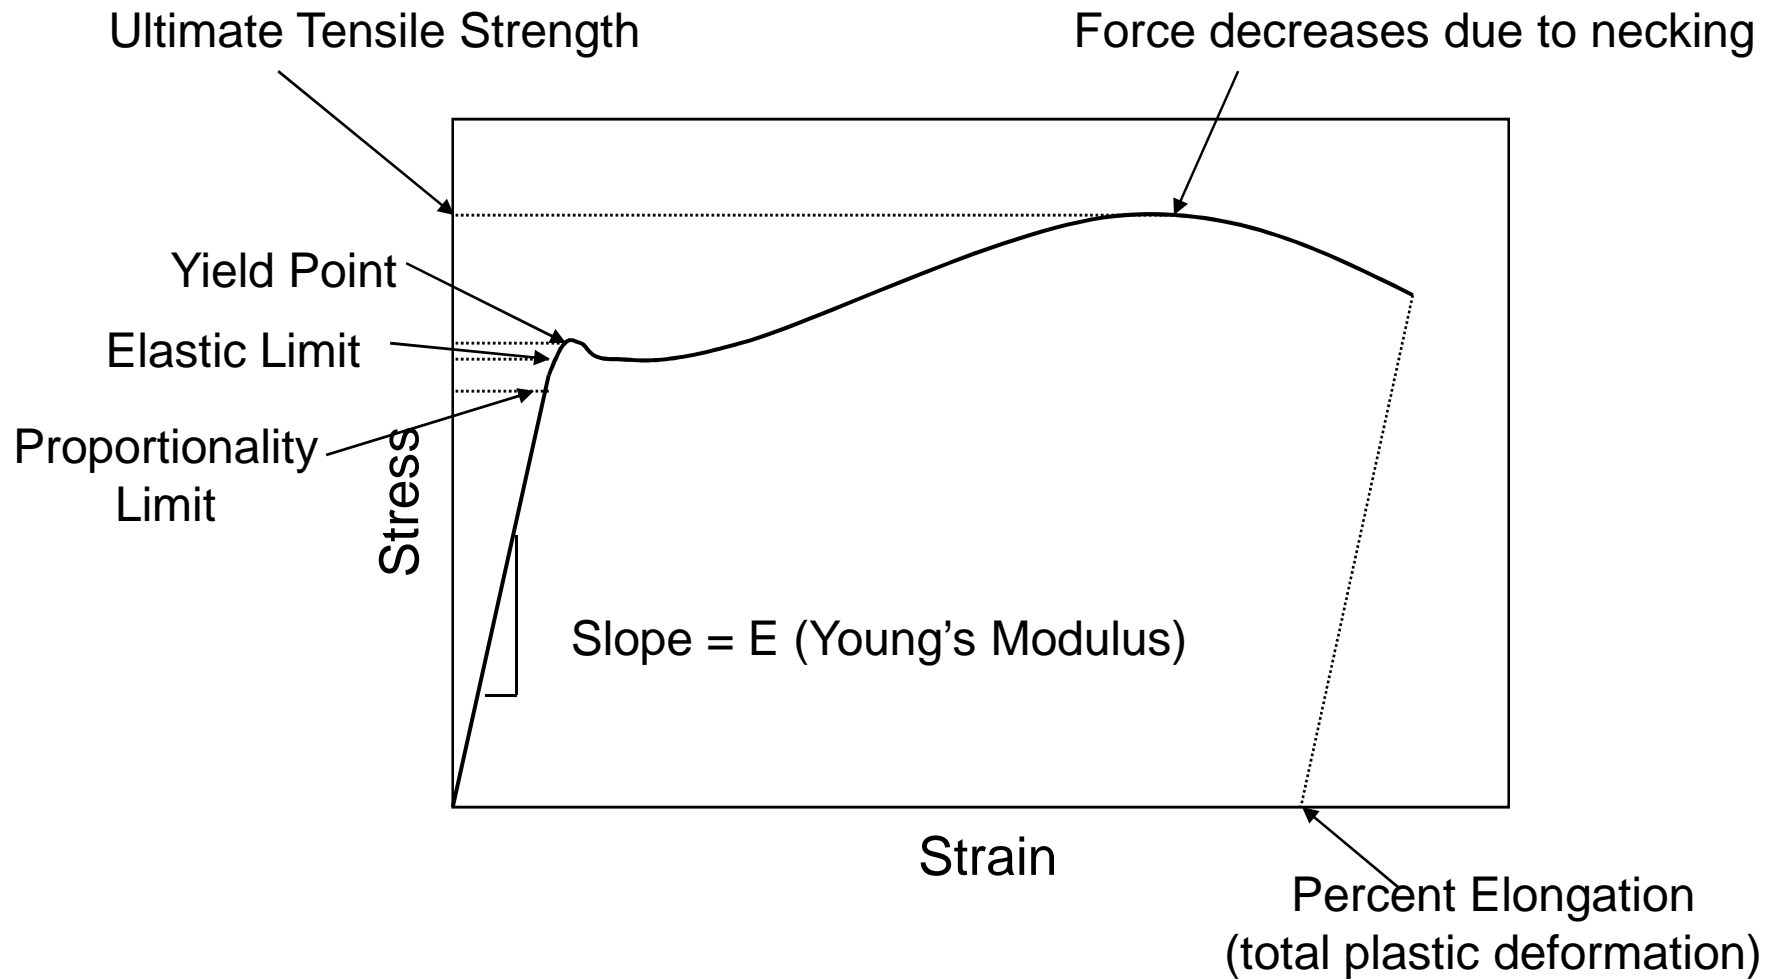 Ultimate Tensile Strength
Force decreases due to necking
Yield Point
Elastic Limit
Proportionality
Limit
Stress
Slope = E (Young’s Modulus)
Strain
Percent Elongation
(total plastic deformation)